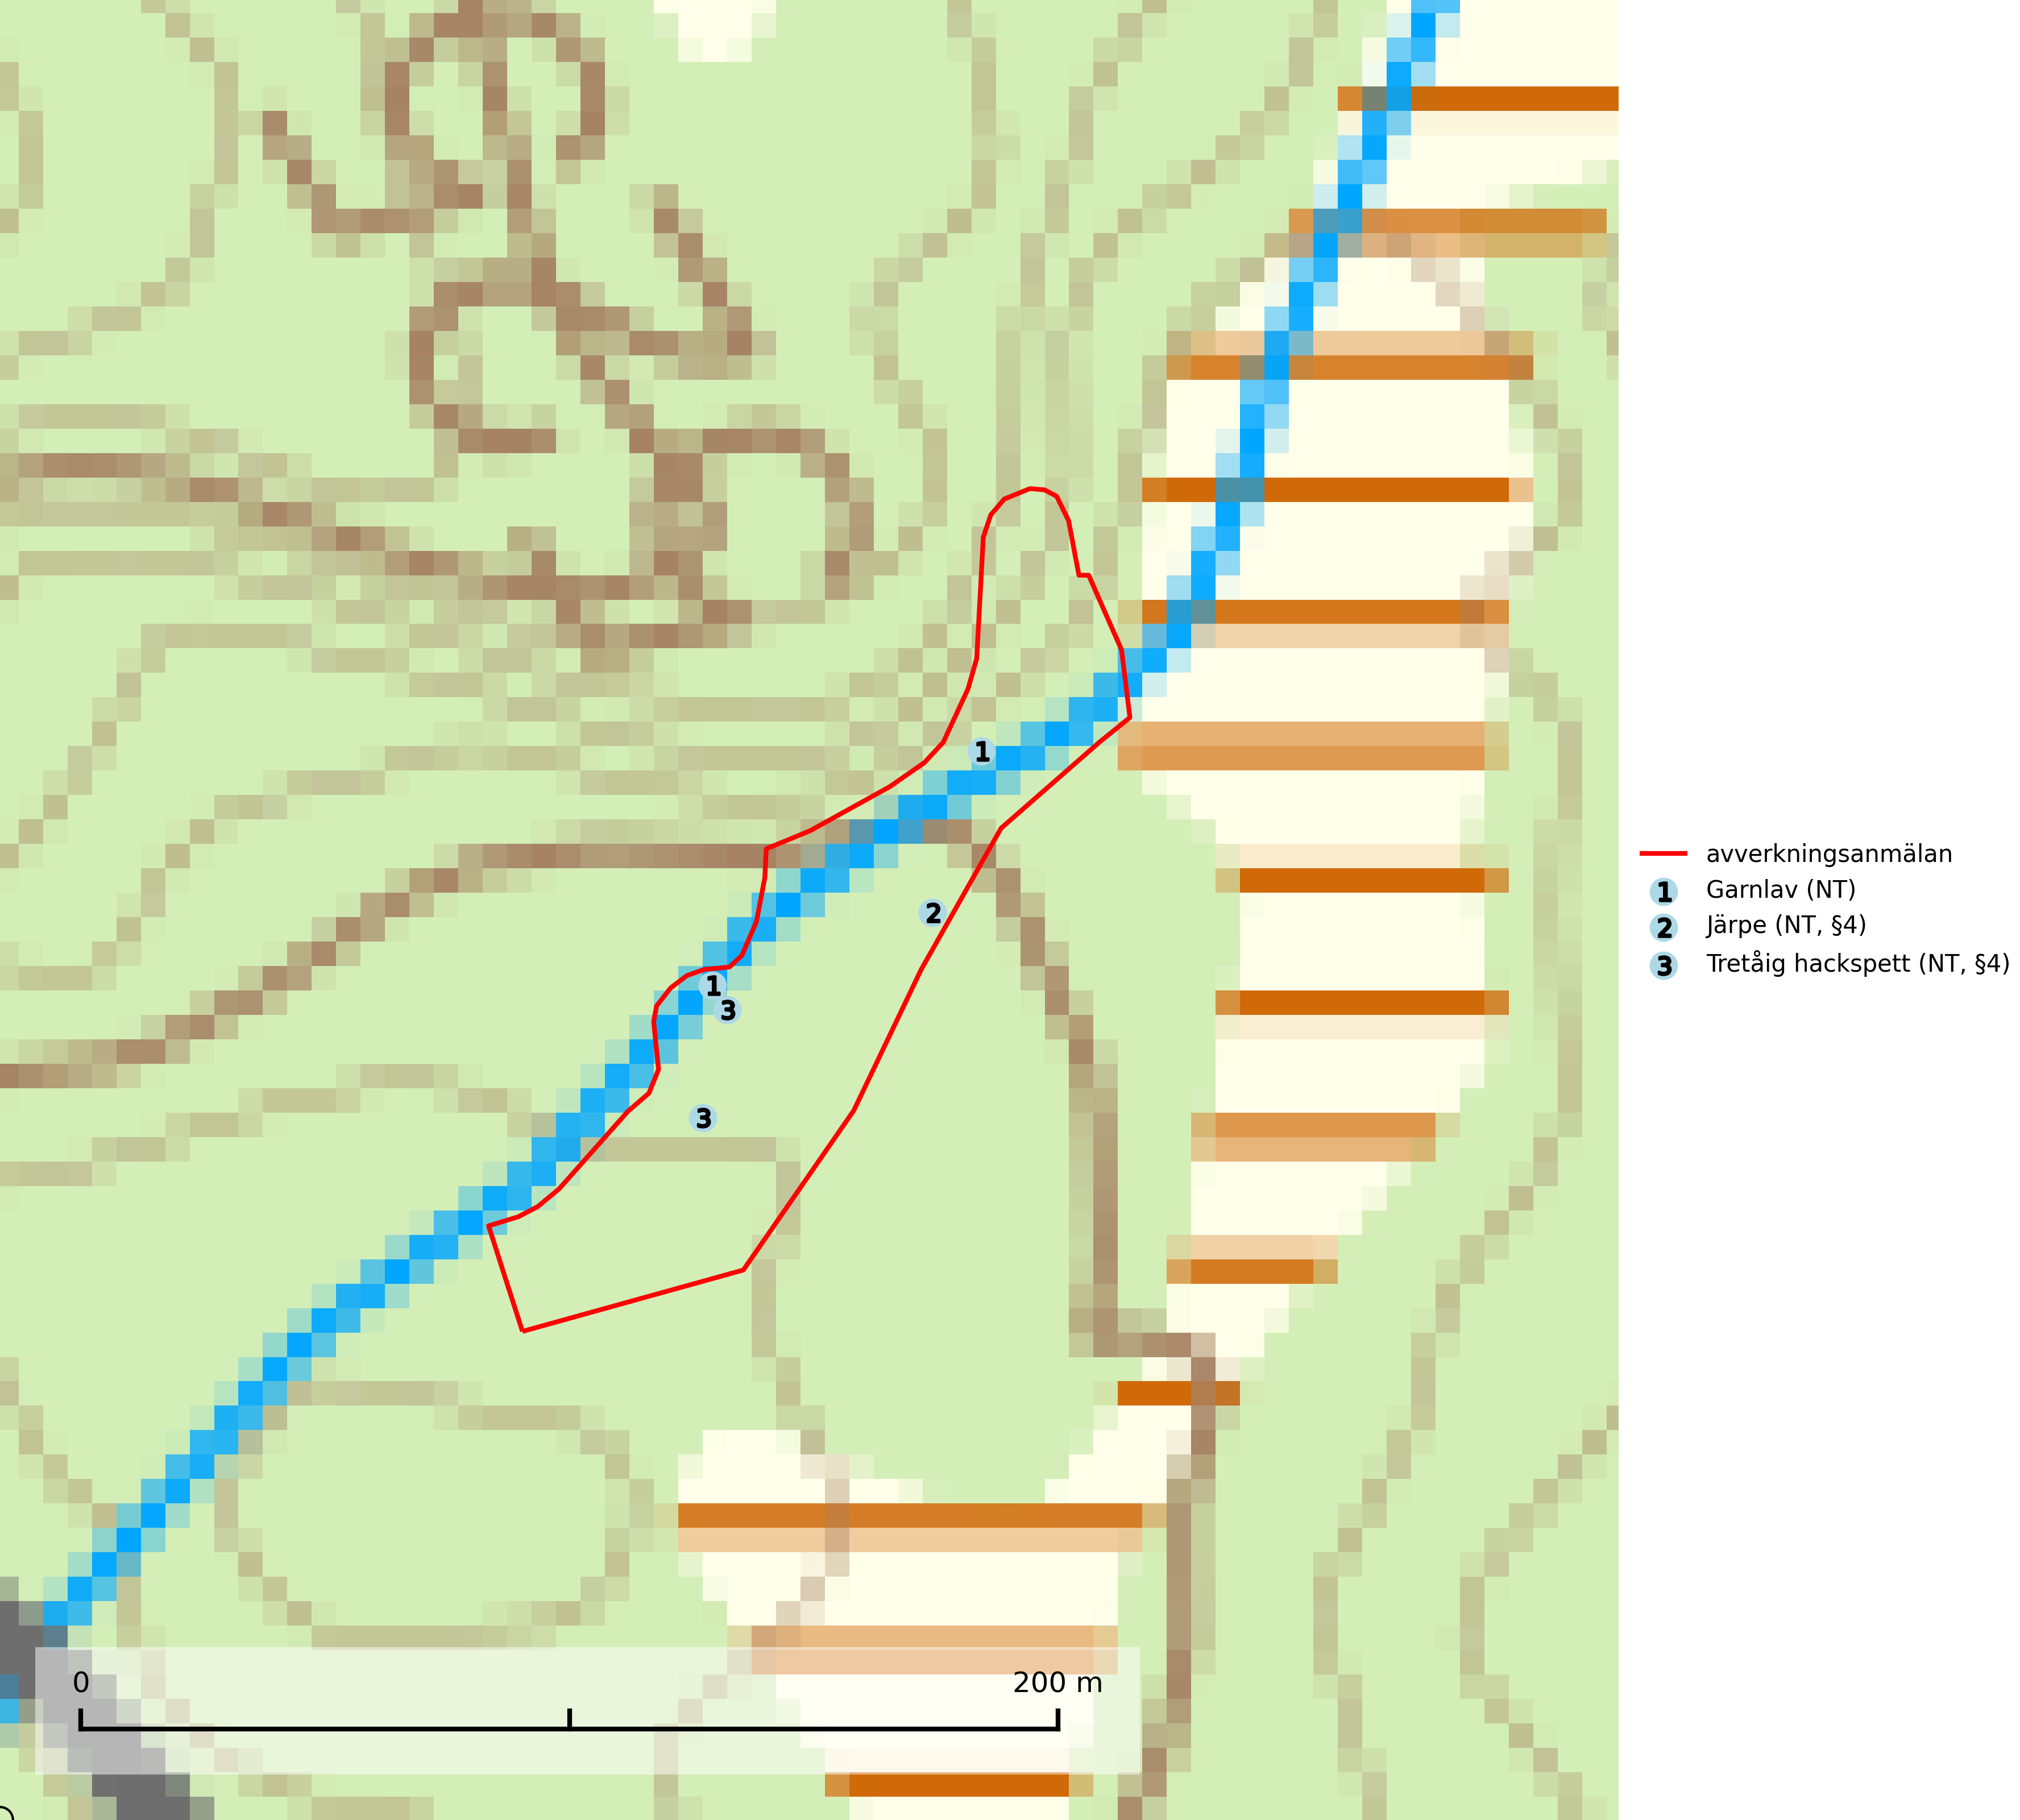 1
2
1
3
3
avverkningsanmälan
1 Garnlav (NT)
2 Järpe (NT, §4)
3 Tretåig hackspett (NT, §4)
0 200 m